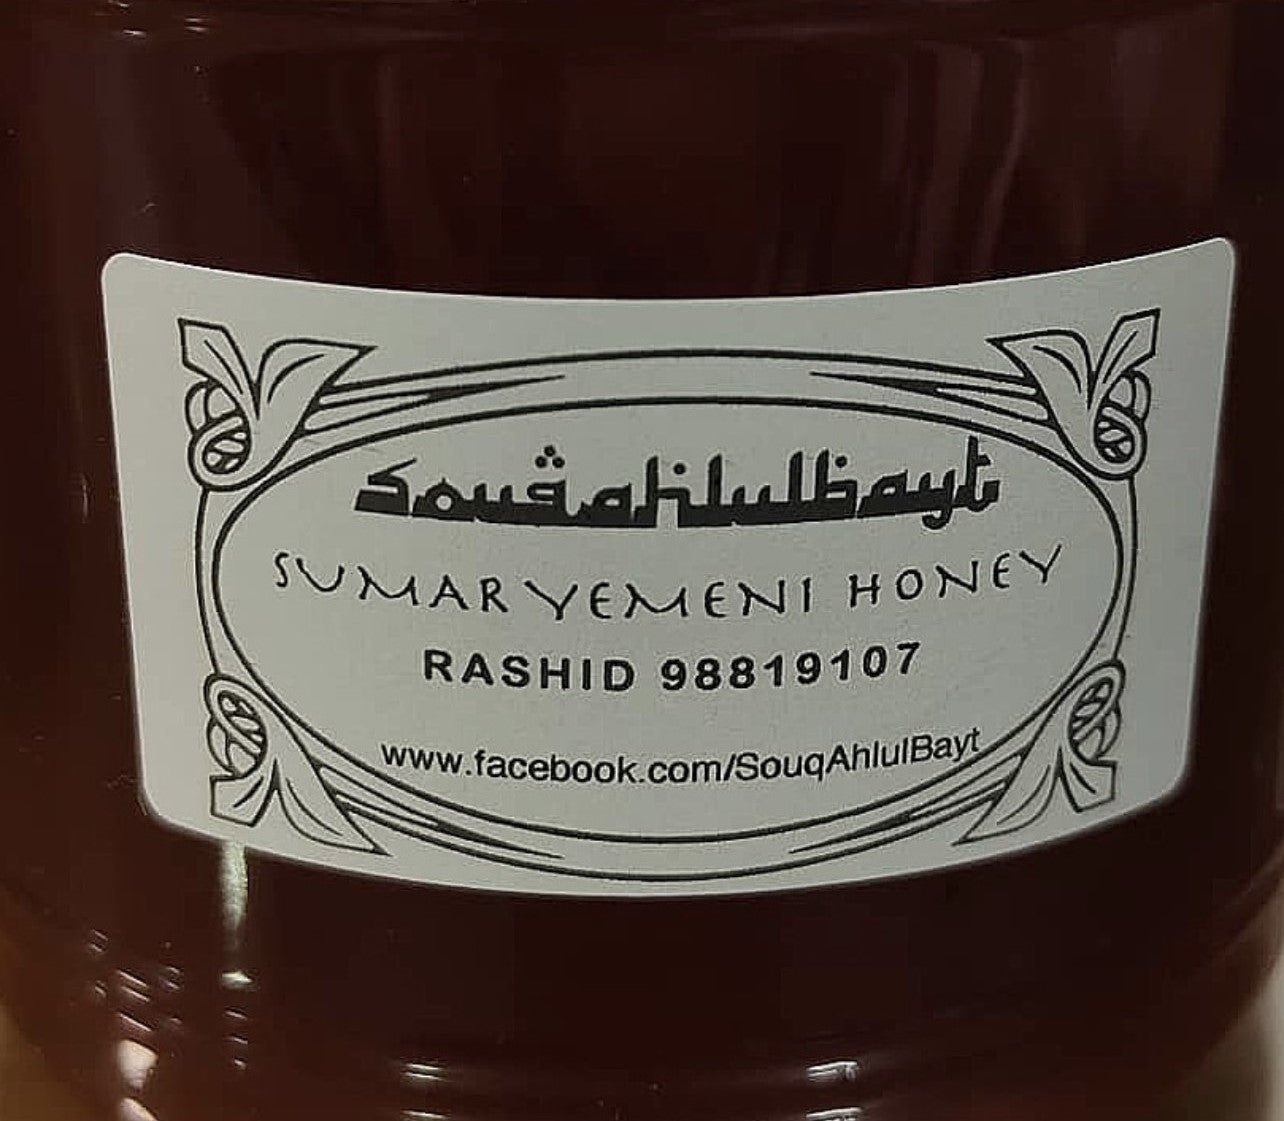 Souqahlulbayt
SUMAR YEMENI HONEY
RASHID 98819107
www.facebook.com/SouqAhlulBayt